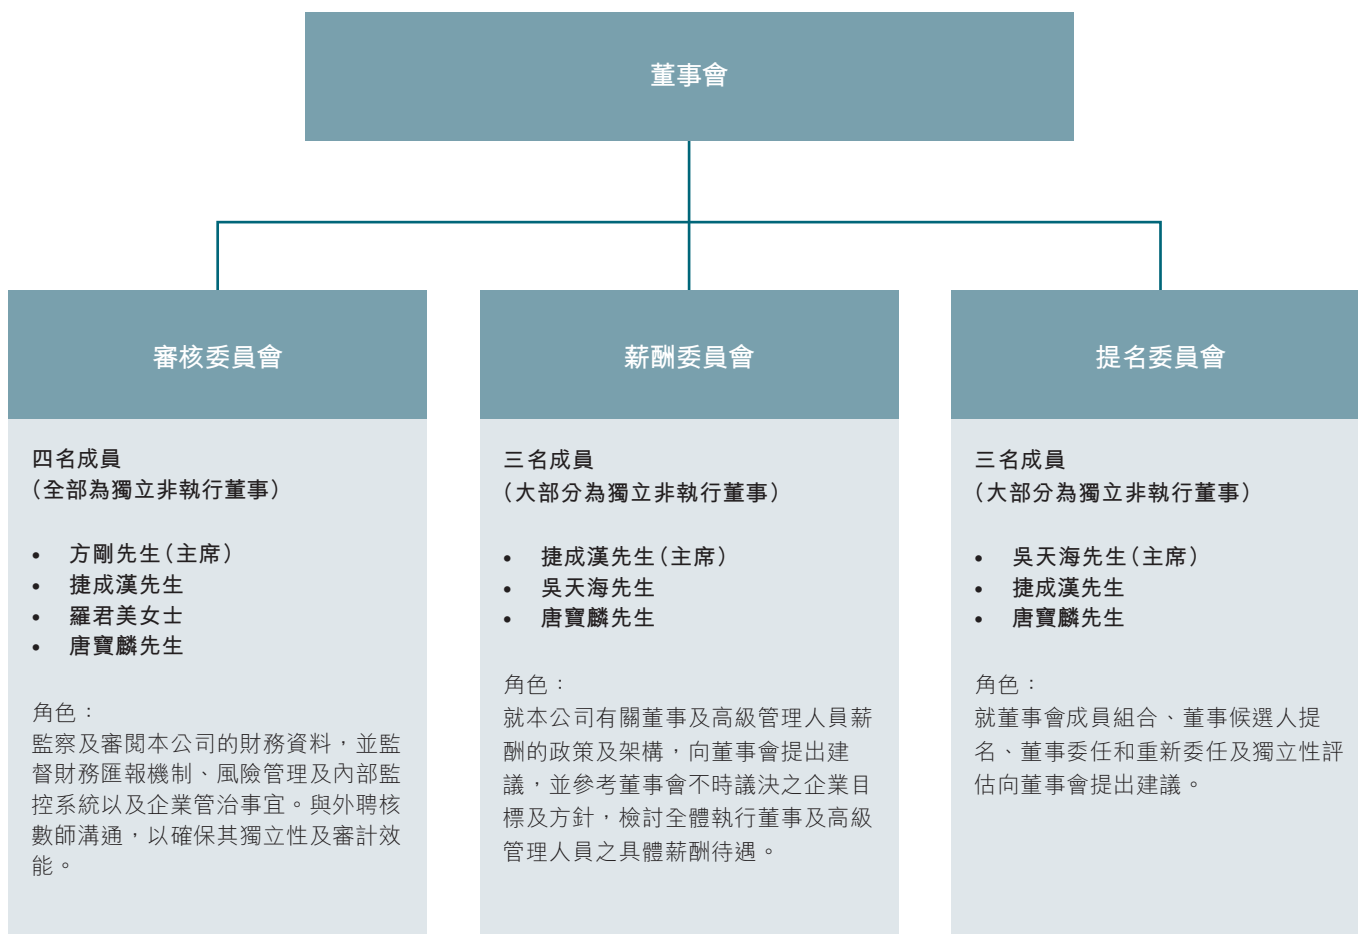 董事會
審核委員會
四名成員
(全部為獨立非執行董事)
• 方剛先生(主席)
• 捷成漢先生
• 羅君美女士
• 唐寶麟先生
角色：
監察及審閱本公司的財務資料，並監
督財務匯報機制、風險管理及內部監
控系統以及企業管治事宜。與外聘核
數師溝通，以確保其獨立性及審計效
能。
薪酬委員會
三名成員
(大部分為獨立非執行董事)
• 捷成漢先生(主席)
• 吳天海先生
• 唐寶麟先生
角色：
就本公司有關董事及高級管理人員薪
酬的政策及架構，向董事會提出建
議，並參考董事會不時議決之企業目
標及方針，檢討全體執行董事及高級
管理人員之具體薪酬待遇。
提名委員會
三名成員
(大部分為獨立非執行董事)
• 吳天海先生(主席)
• 捷成漢先生
• 唐寶麟先生
角色：
就董事會成員組合、董事候選人提
名、董事委任和重新委任及獨立性評
估向董事會提出建議。